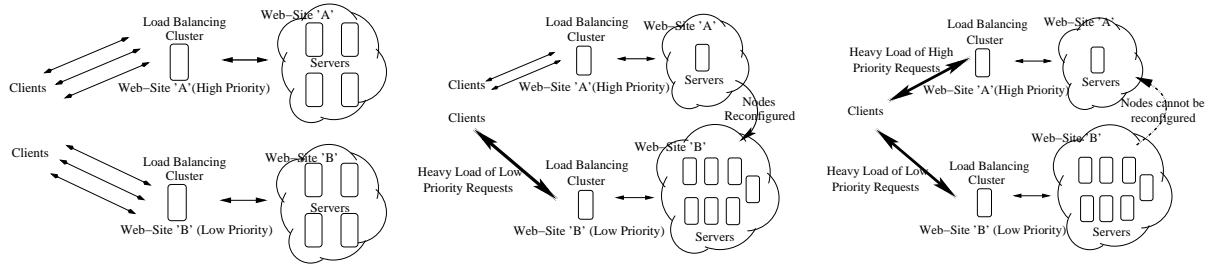 Load Balancing
Cluster
Web-Site 'A'
Servers
Clients
Web-Site 'A'(High Priority)
Clients
Load Balancing
Cluster
Web-Site 'B'
Servers
Web-Site 'B' (Low Priority)
Load Balancing
Cluster
Web-Site 'A'
Servers
Clients
Web-Site 'A'(High Priority)
Nodes
Reconfigured
Clients
Web-Site 'B'
Heavy Load of Low
Priority Requests
Load Balancing
Cluster
Web-Site 'B' (Low Priority)
Servers
Load Balancing
Cluster
Web-Site 'A'
Heavy Load of High
Priority Requests
Servers
Web-Site 'A'(High Priority)
Nodes cannot be
reconfigured
Clients
Web-Site 'B'
Heavy Load of Low
Priority Requests
Load Balancing
Cluster
Web-Site 'B' (Low Priority)
Servers